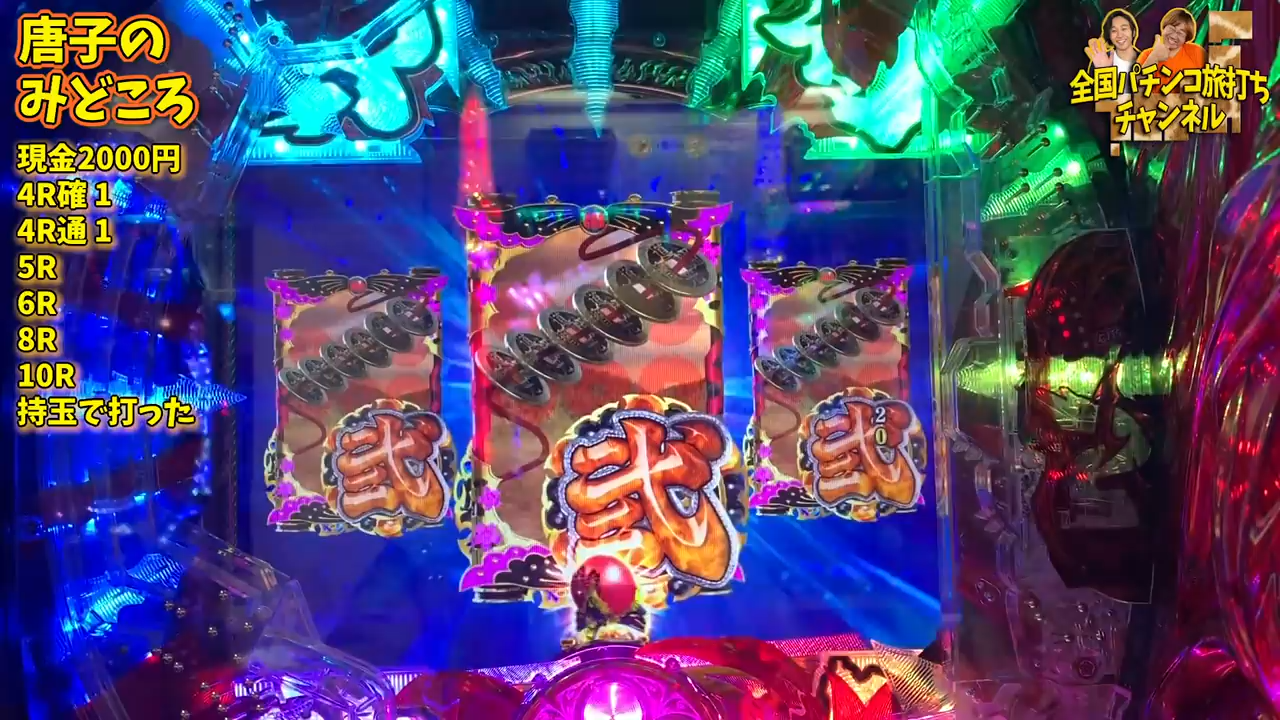 唐子の
みどころ
現金2000円
4R確 1
4R通 1
5R
6R
8R
10R
持玉で打った
全国パチンコ旅打ち
チャンネル
弐
弐
弐
20